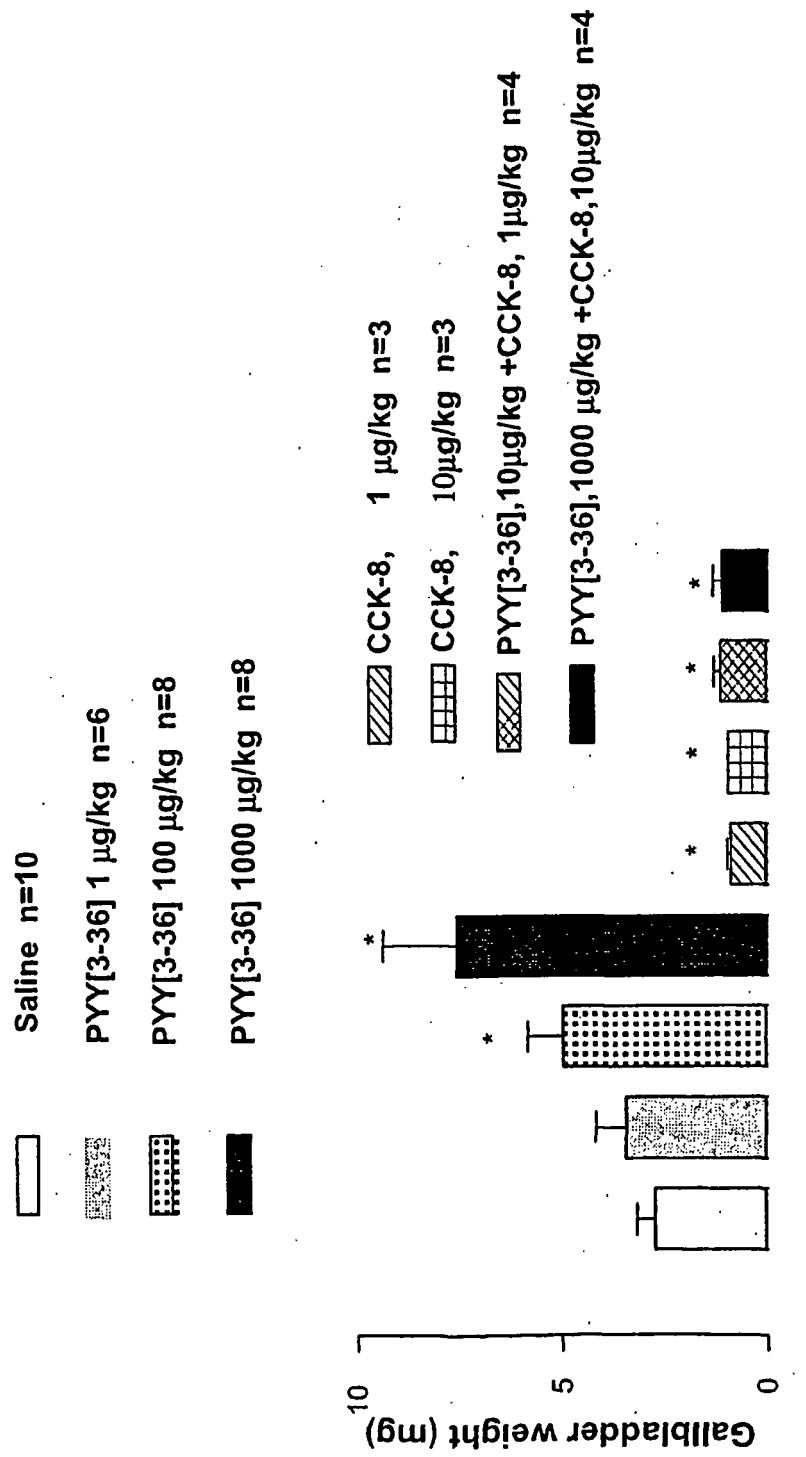 Saline n=10
PYY[3-36] 1 μg/kg n=6
PYY[3-36] 100 μg/kg n=8
PYY[3-36] 1000 μg/kg n=8
CCK-8, 1 μg/kg n=3
CCK-8, 10μg/kg n=3
PYY[3-36],10μg/kg +CCK-8, 1μg/kg n=4
PYY[3-36],1000 μg/kg +CCK-8,10μg/kg n=4
Gallbladder weight (mg)
10
5
0
* * * * * *